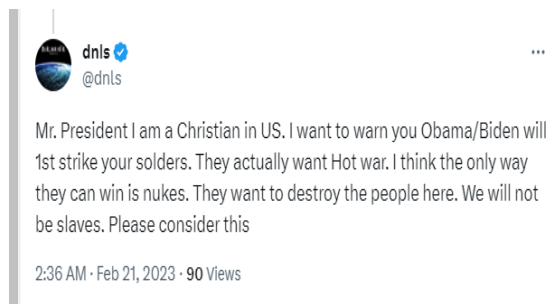 dnls
@dnls
Mr. President I am a Christian in US. I want to warn you Obama/Biden will
1st strike your solders. They actually want Hot war. I think the only way
they can win is nukes. They want to destroy the people here. We will not
be slaves. Please consider this
2:36 AM · Feb 21, 2023 · 90 Views